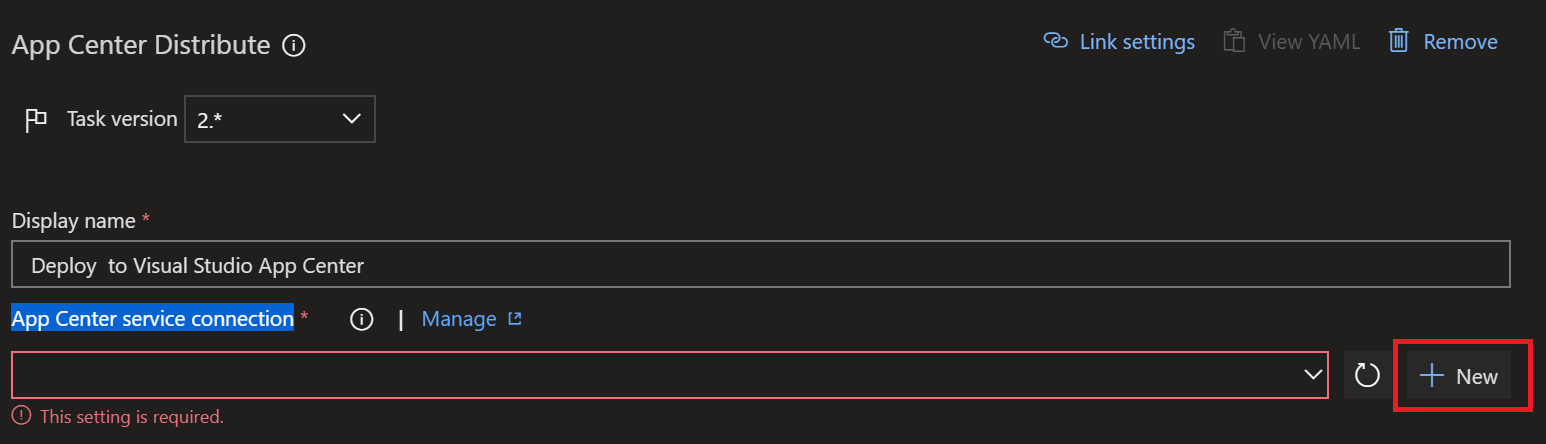 App Center Distribute
Link settings View YAML Remove
Task version 2.*
Display name *
Deploy  to Visual Studio App Center
App Center service connection * | Manage
New
This setting is required.